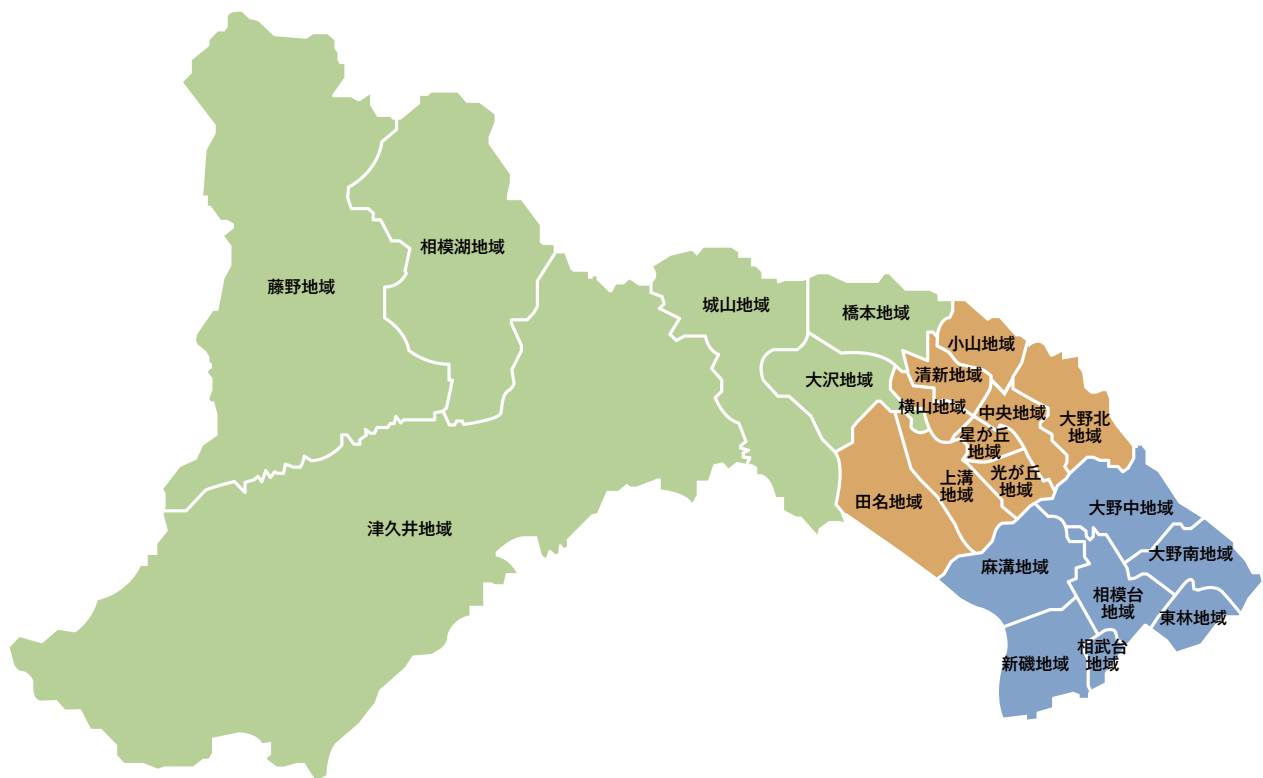 相模湖地域
藤野地域
城山地域
橋本地域
小山地域
清新地域
大沢地域
横山地域
中央地域
大野北
地域
星が丘
地域
光が丘
地域
上溝
地域
田名地域
大野中地域
津久井地域
大野南地域
麻溝地域
相模台
地域
東林地域
相武台
地域
新磯地域